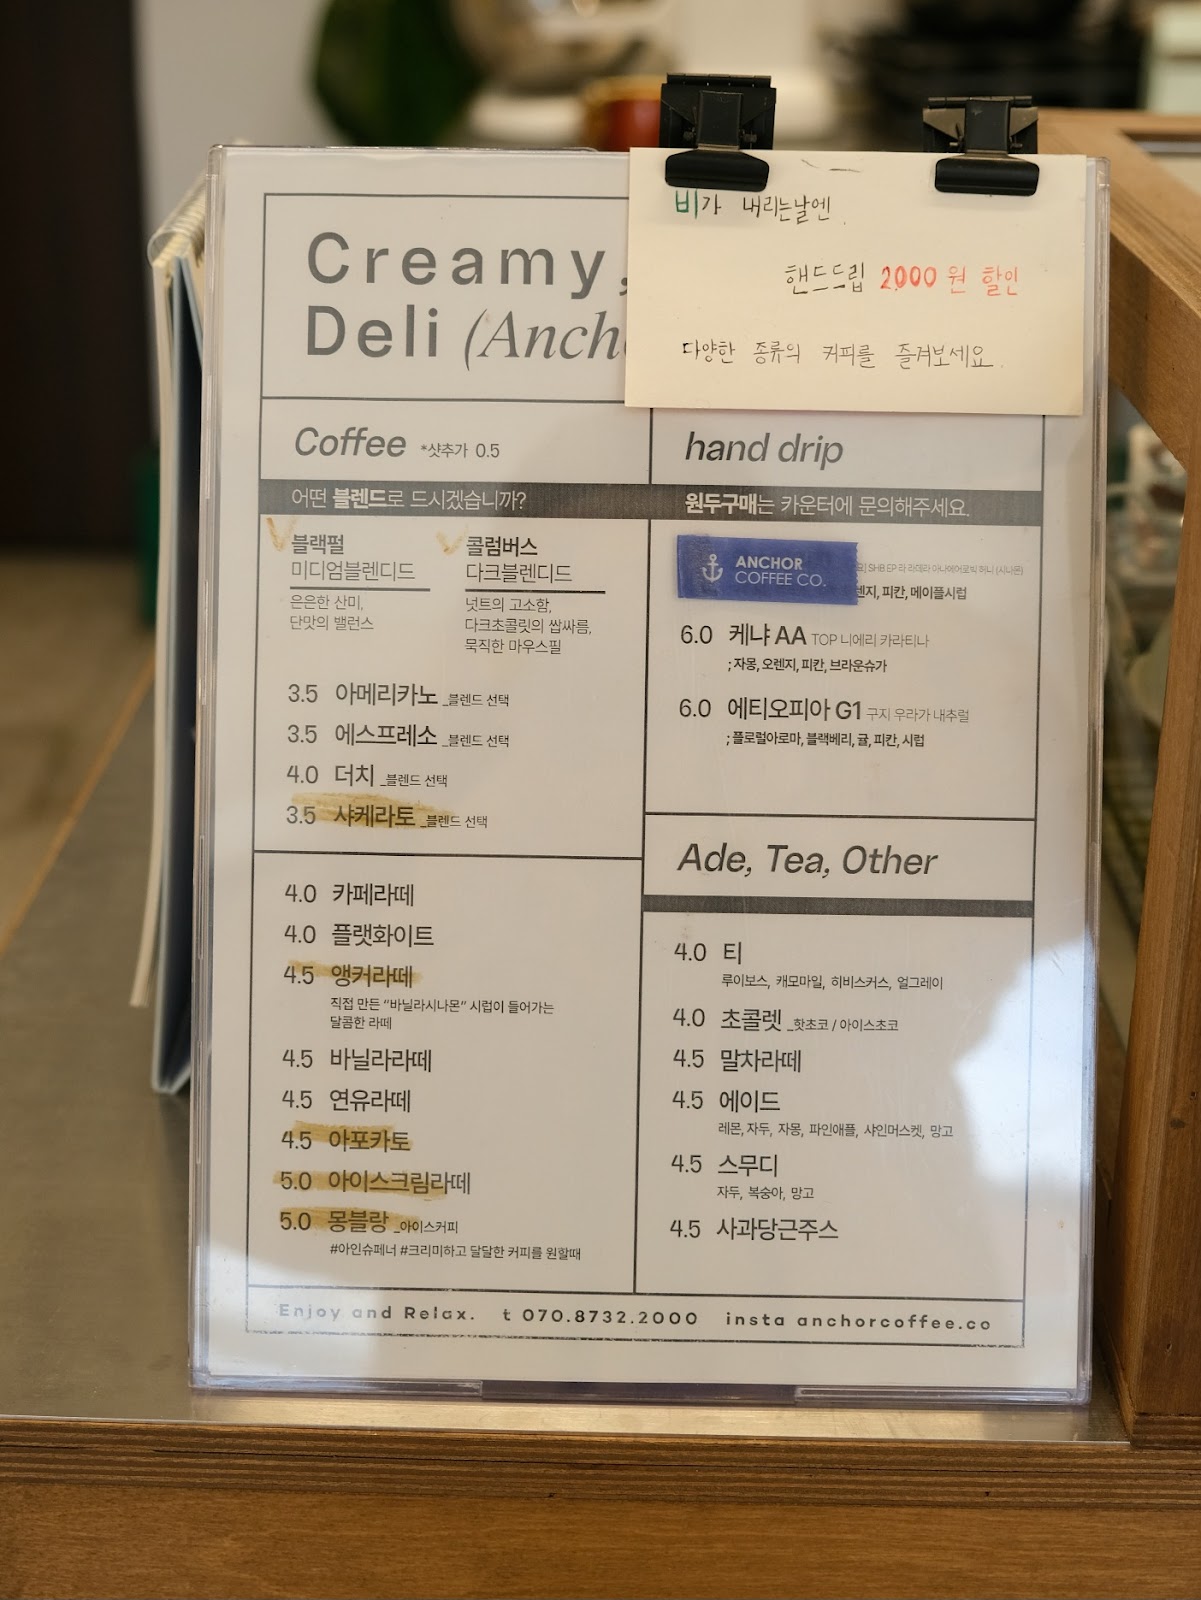 비가 내리는날엔
핸드드립 2000원 할인
다양한 종류의 커피를 즐겨보세요.
Creamy,
Deli (Anch
Coffee *샷추가 0.5
어떤 블렌드로 드시겠습니까?
블랙펄
미디엄블렌디드
은은한 산미,
단맛의 밸런스
콜럼버스
다크블렌디드
넛트의 고소함,
다크초콜릿의 쌉싸름,
묵직한 마우스필
3.5 아메리카노 _블렌드 선택
3.5 에스프레소 _블렌드 선택
4.0 더치 _블렌드 선택
3.5 샤케라토 _블렌드 선택
4.0 카페라떼
4.0 플랫화이트
4.5 앵커라떼
직접 만든 “바닐라시나몬” 시럽이 들어가는
달콤한 라떼
4.5 바닐라라떼
4.5 연유라떼
4.5 아포카토
5.0 아이스크림라떼
5.0 몽블랑 _아이스커피
#아인슈페너 #크리미하고 달달한 커피를 원할때
hand drip
원두구매는 카운터에 문의해주세요.
ANCHOR
COFFEE CO.
SHB EP 라 라데라 아나에어로빅 허니 (시나몬)
렌지, 피칸, 메이플시럽
6.0 케냐 AA TOP 니에리 카라티나
; 자몽, 오렌지, 피칸, 브라운슈가
6.0 에티오피아 G1 구지 우라가 내추럴
; 플로럴아로마, 블랙베리, 귤, 피칸, 시럽
Ade, Tea, Other
4.0 티
루이보스, 캐모마일, 히비스커스, 얼그레이
4.0 초콜렛 _핫초코 / 아이스초코
4.5 말차라떼
4.5 에이드
레몬, 자두, 자몽, 파인애플, 샤인머스켓, 망고
4.5 스무디
자두, 복숭아, 망고
4.5 사과당근주스
Enjoy and Relax. t 070.8732.2000 insta anchorcoffee.co